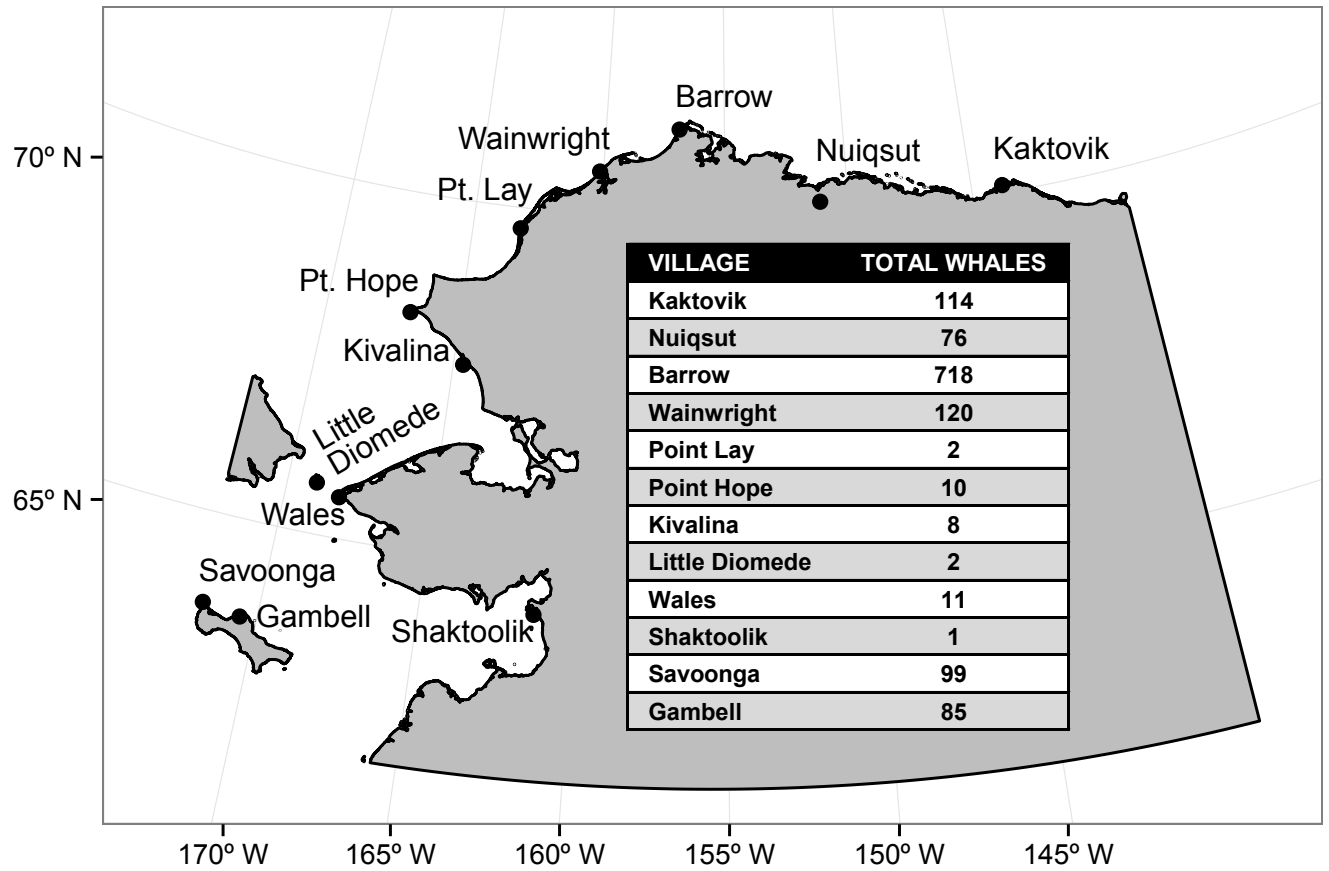 Barrow
Wainwright
Nuiqsut
Kaktovik
70º N
Pt. Lay
Pt. Hope
Kivalina
Little
Diomede
65º N
Wales
Savoonga
Gambell
Shaktoolik
VILLAGE TOTAL WHALES
Kaktovik 114
Nuiqsut 76
Barrow 718
Wainwright 120
Point Lay 2
Point Hope 10
Kivalina 8
Little Diomede 2
Wales 11
Shaktoolik 1
Savoonga 99
Gambell 85
170º W 165º W 160º W 155º W 150º W 145º W